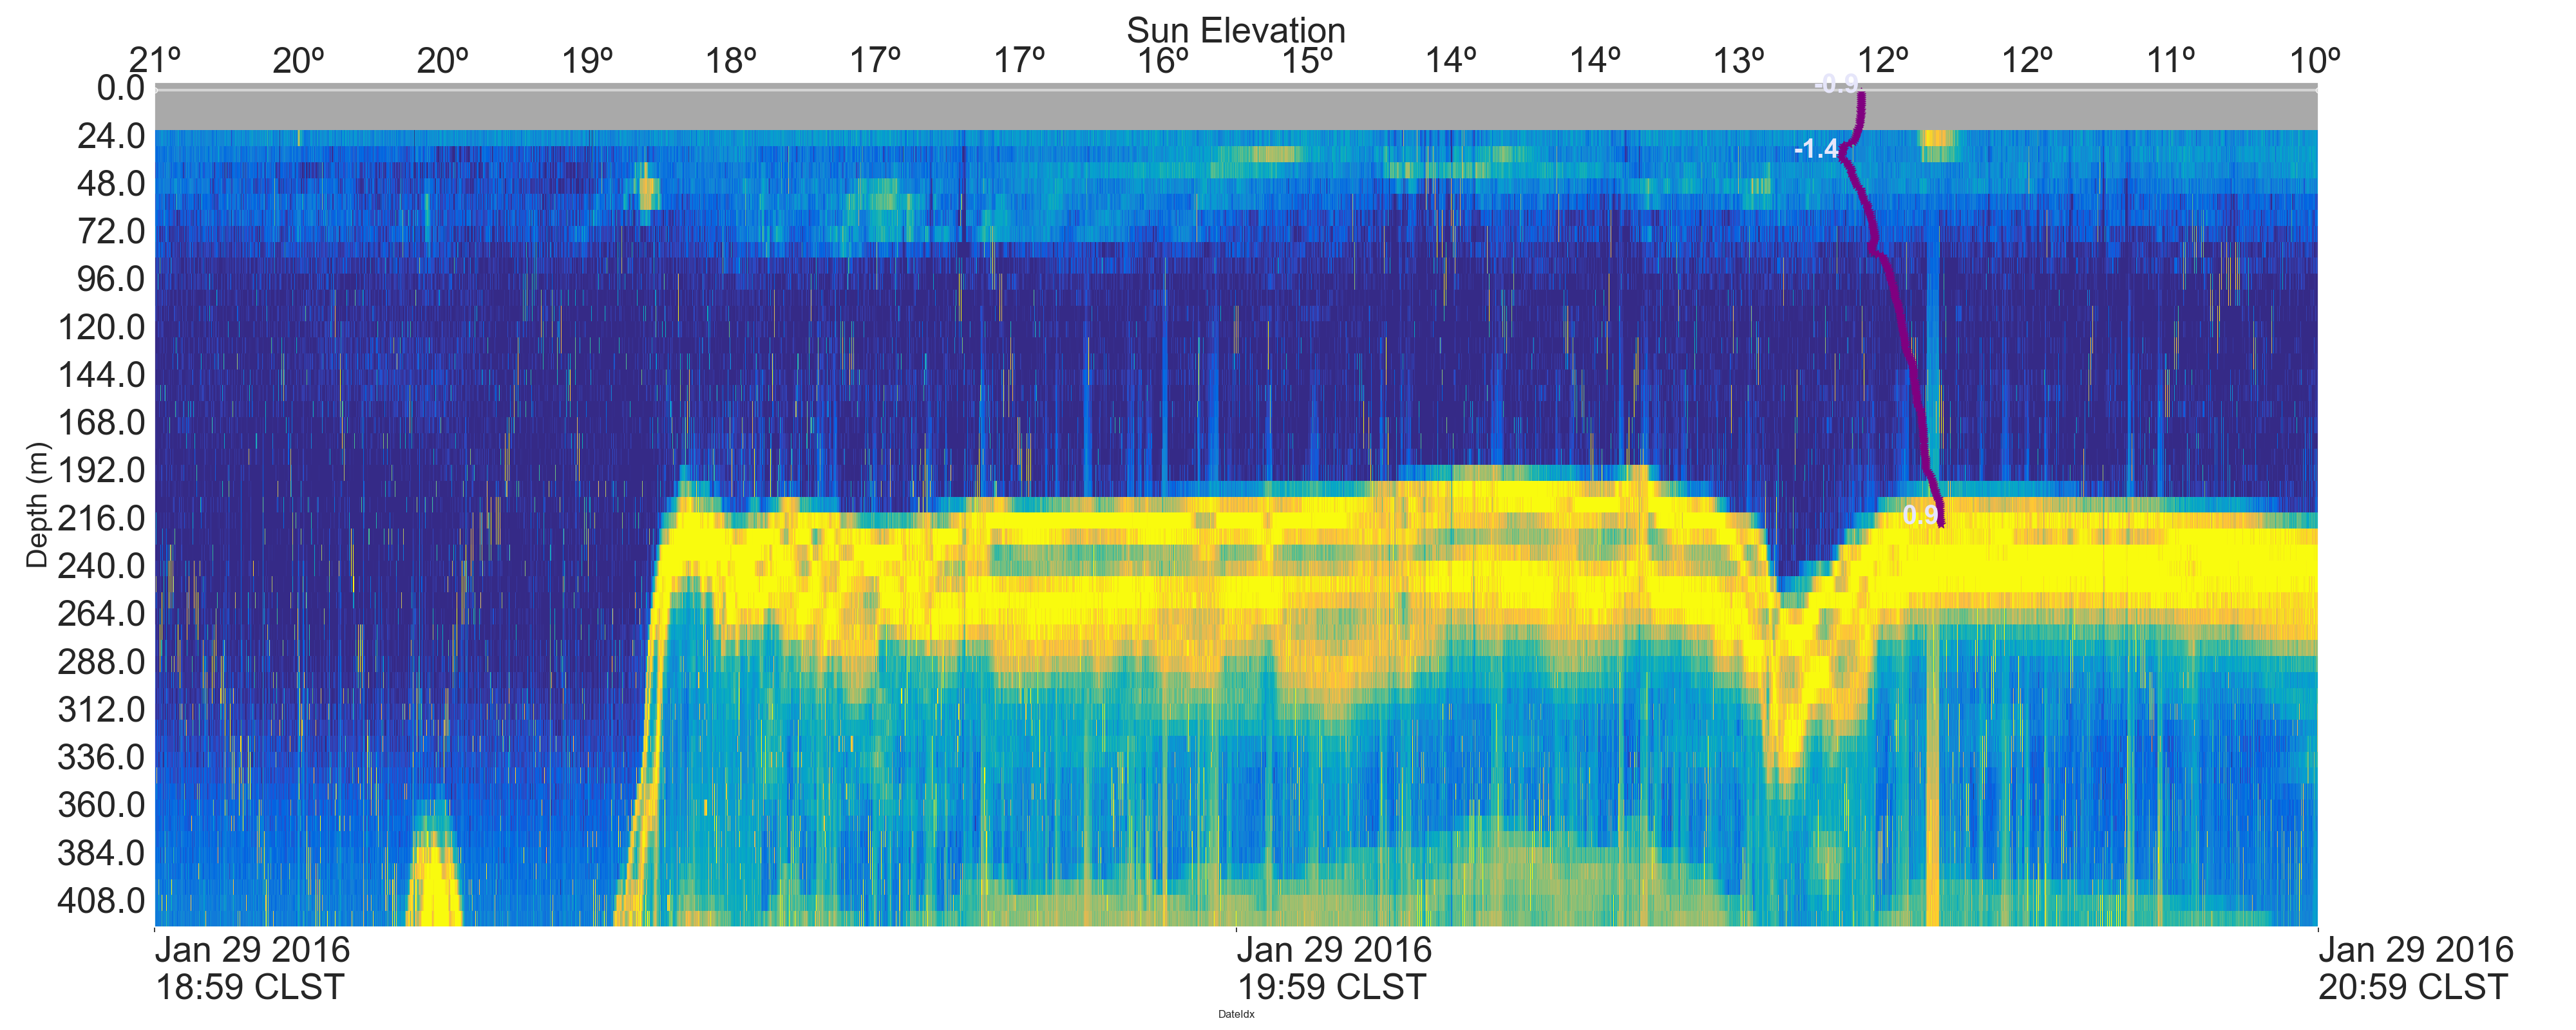 Sun Elevation
21º 20º 20º 19º 18º 17º 17º 16º 15º 14º 14º 13º 12º 12º 11º 10º
0.0
24.0
48.0
72.0
96.0
120.0
144.0
168.0
192.0
216.0
240.0
264.0
288.0
312.0
336.0
360.0
384.0
408.0
Depth (m)
-0.9
-1.4
0.9
Jan 29 2016
18:59 CLST
Jan 29 2016
19:59 CLST
Jan 29 2016
20:59 CLST
DateIdx